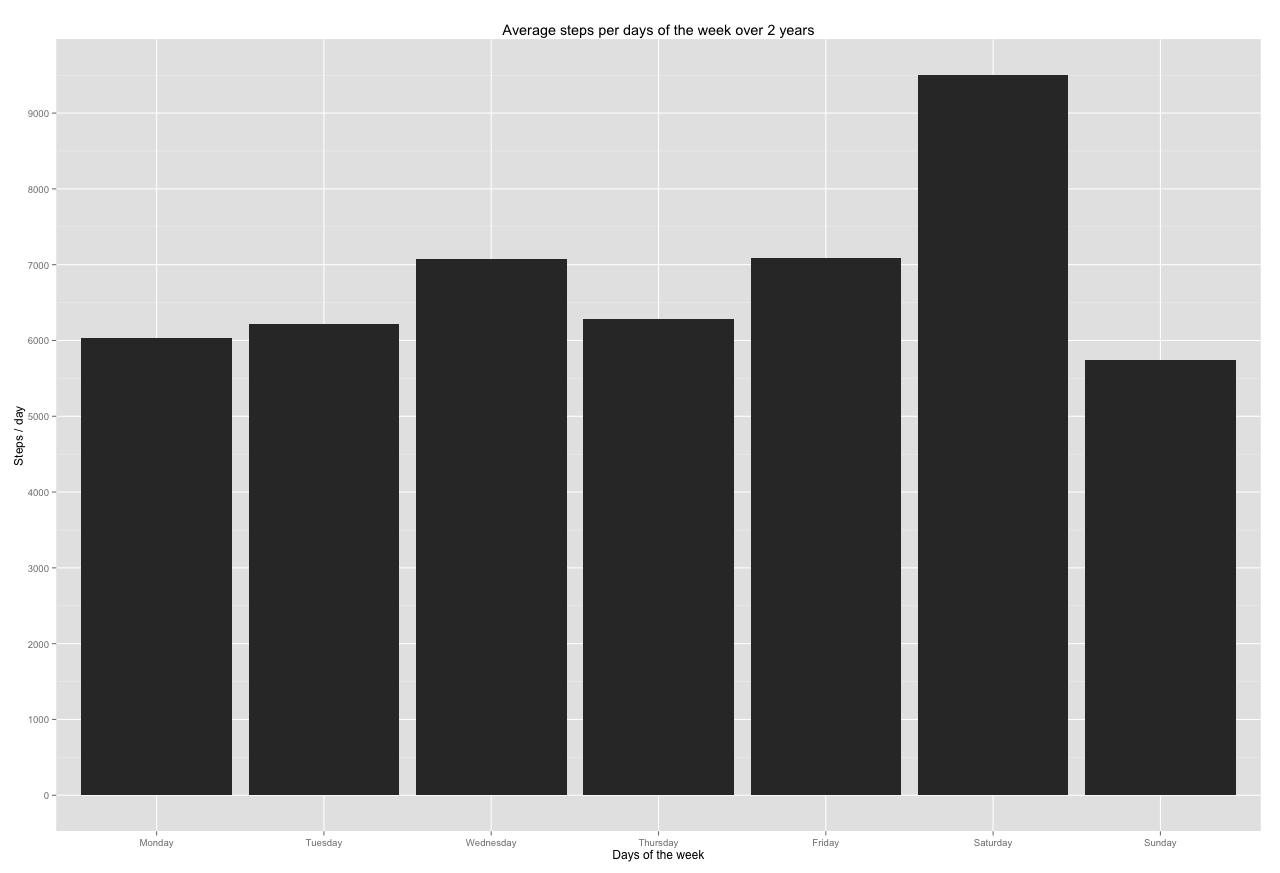 Average steps per days of the week over 2 years
Steps / day
9000
8000
7000
6000
5000
4000
3000
2000
1000
0
Monday Tuesday Wednesday Thursday Friday Saturday Sunday
Days of the week